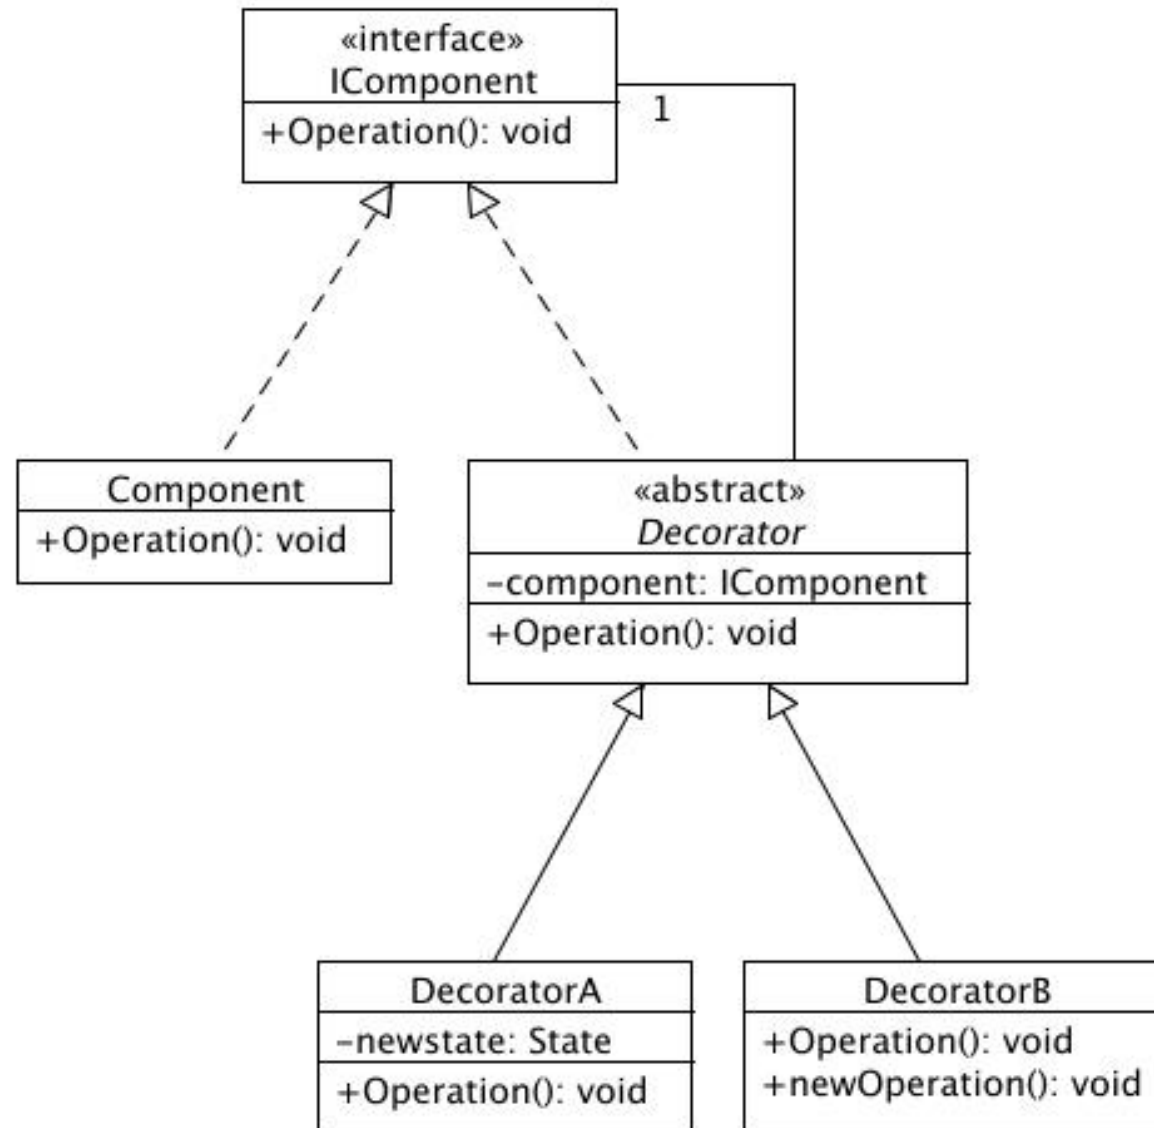 «interface»
IComponent
+Operation(): void
1
Component
+Operation(): void
«abstract»
Decorator
-component: IComponent
+Operation(): void
DecoratorA
-newstate: State
+Operation(): void
DecoratorB
+Operation(): void
+newOperation(): void